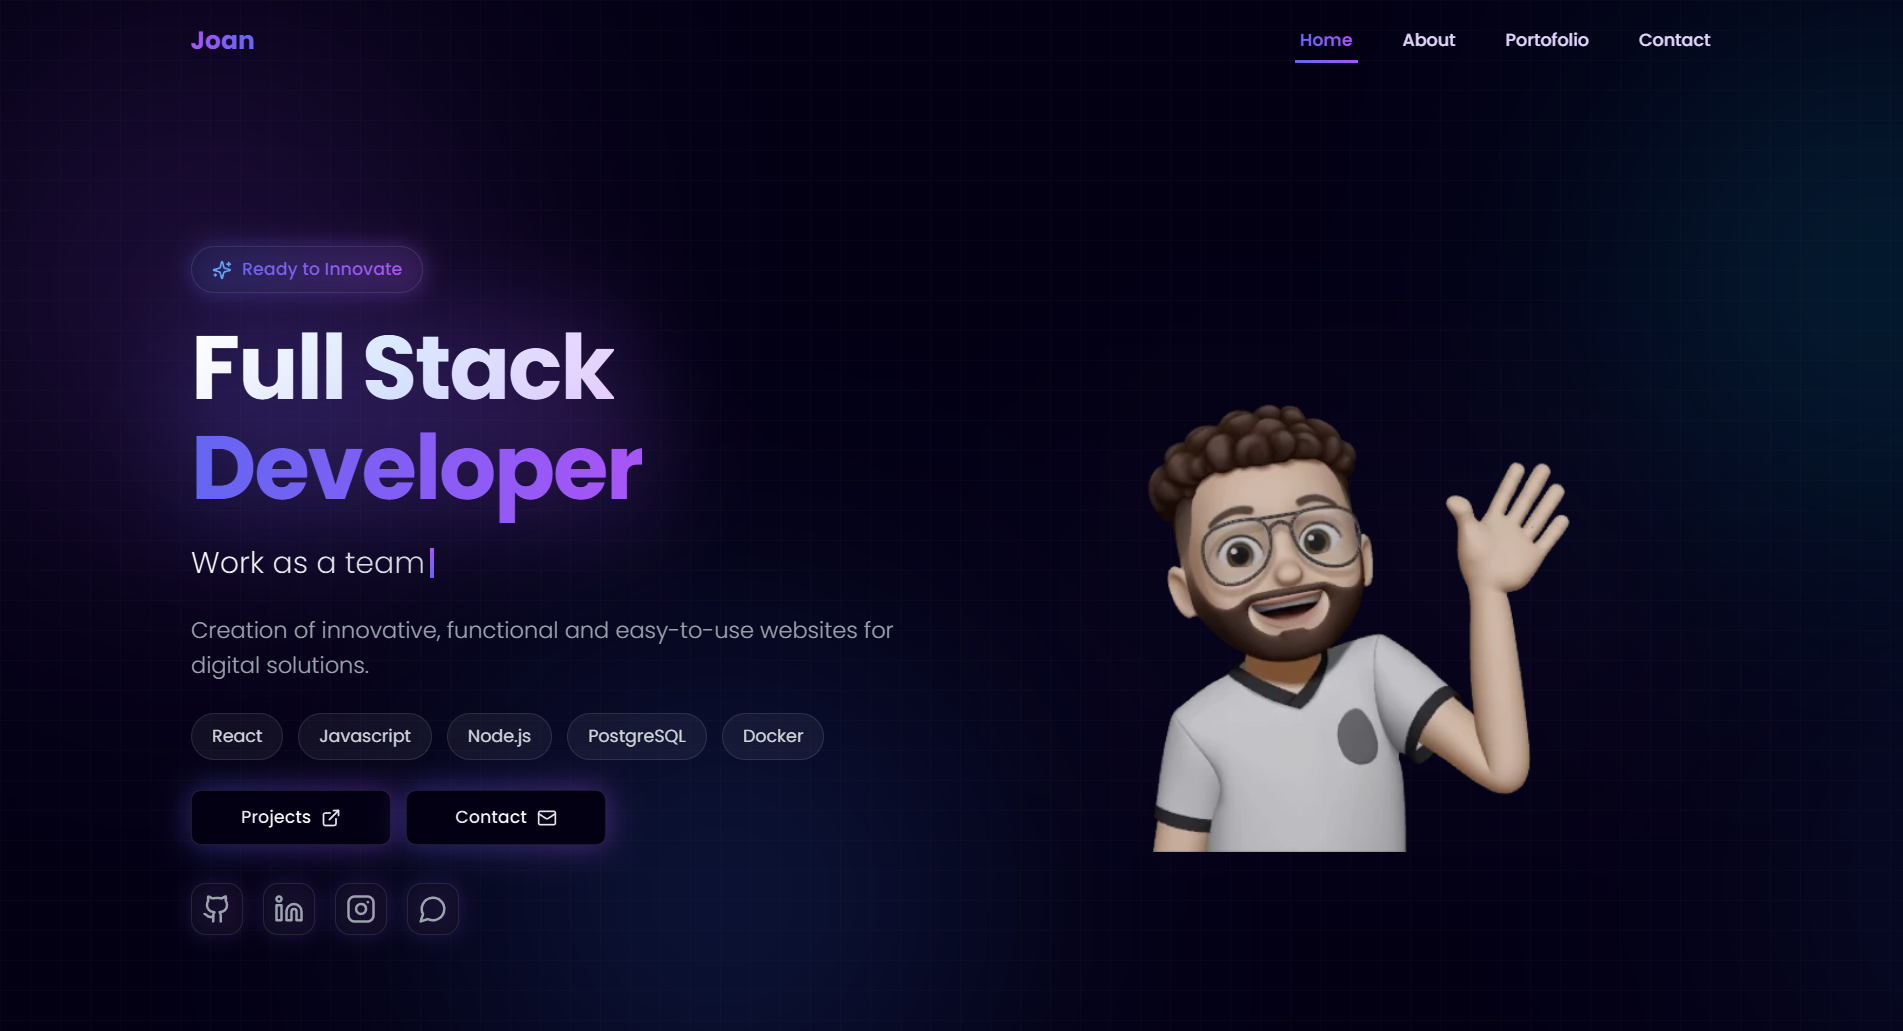 Joan
Home About Portofolio Contact
Ready to Innovate
Full Stack
Developer
Work as a team
Creation of innovative, functional and easy-to-use websites for
digital solutions.
React Javascript Node.js PostgreSQL Docker
Projects Contact